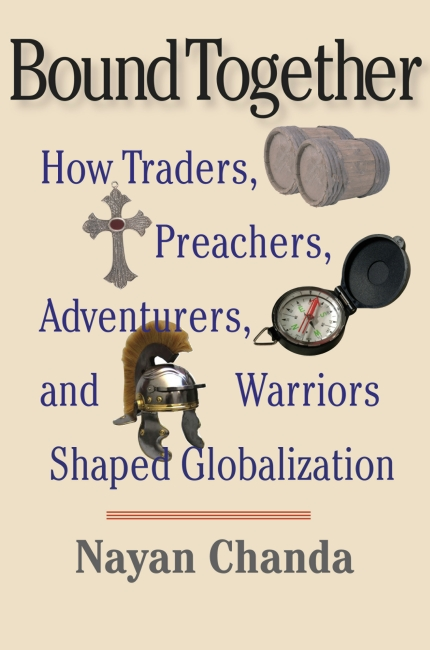 Bound Together
How Traders,
Preachers,
Adventurers,
and Warriors
Shaped Globalization
Nayan Chanda